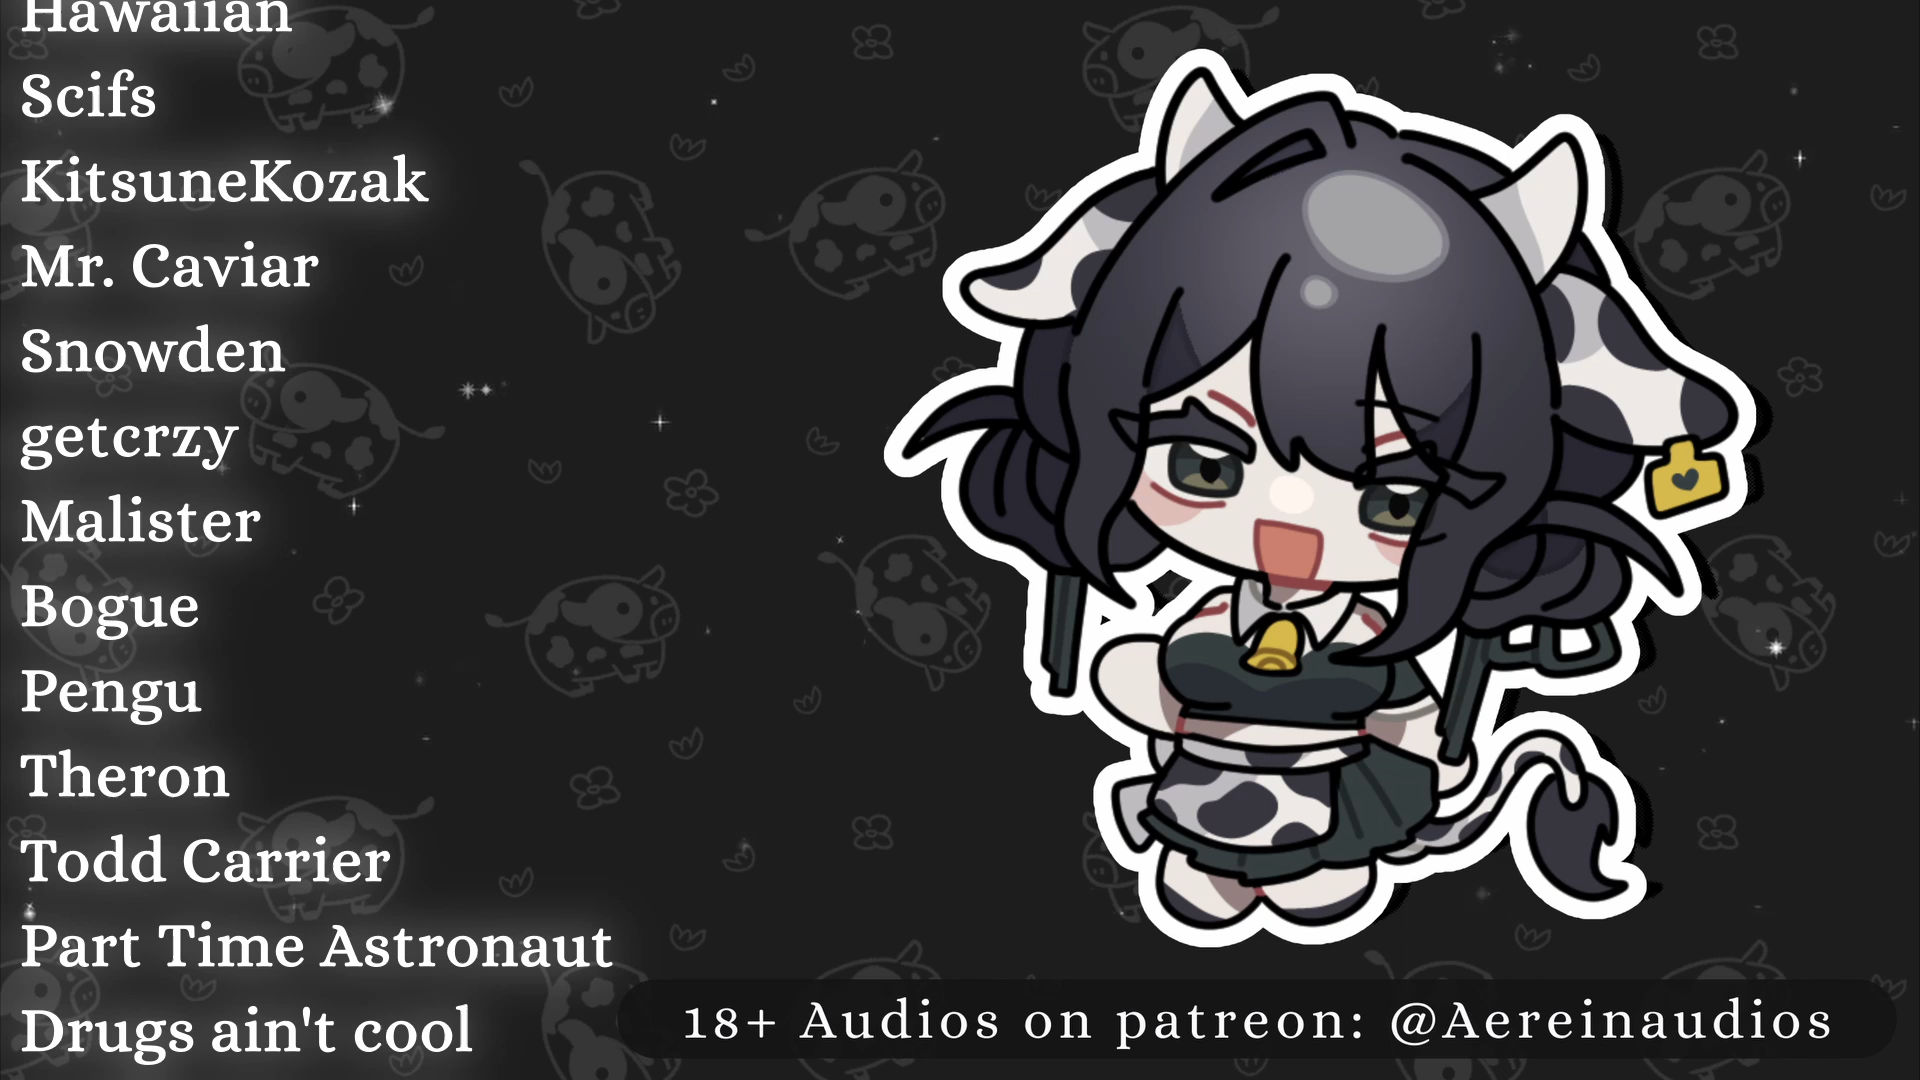 Hawaiian
Scifs
KitsuneKozak
Mr. Caviar
Snowden
getcrzy
Malister
Bogue
Pengu
Theron
Todd Carrier
Part Time Astronaut
Drugs ain't cool
18+ Audios on patreon: @Aereinaudios